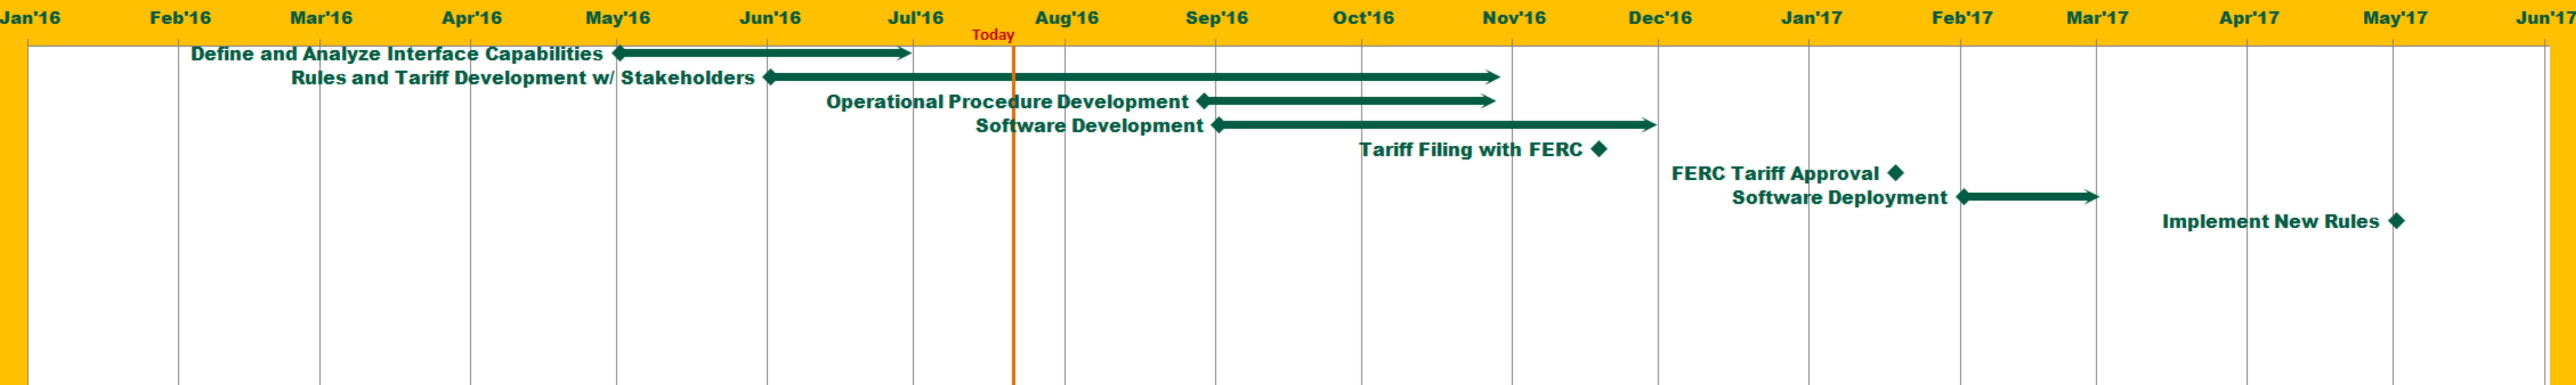 Jan'16 Feb'16 Mar'16 Apr'16 May'16 Jun'16 Jul'16 Aug'16 Sep'16 Oct'16 Nov'16 Dec'16 Jan'17 Feb'17 Mar'17 Apr'17 May'17 Jun'17
Today
Define and Analyze Interface Capabilities
Rules and Tariff Development w/ Stakeholders
Operational Procedure Development
Software Development
Tariff Filing with FERC
FERC Tariff Approval
Software Deployment
Implement New Rules